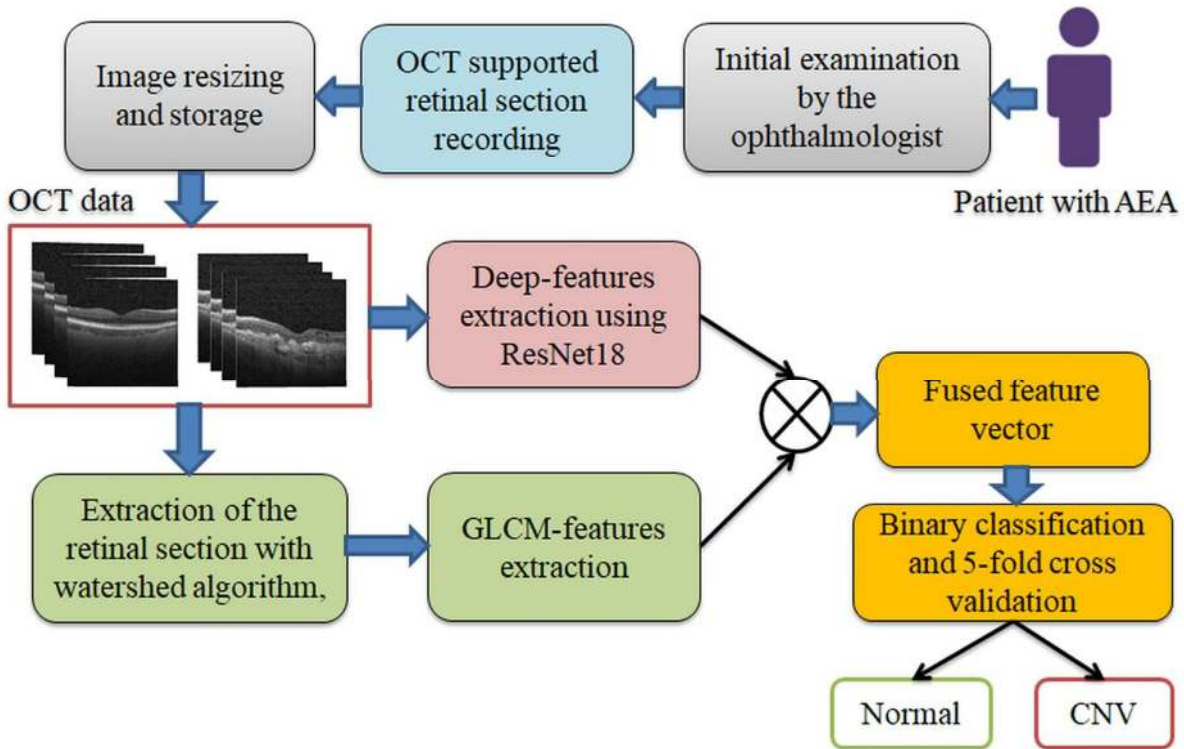 Image resizing
and storage
OCT supported
retinal section
recording
Initial examination
by the
ophthalmologist
Patient with AEA
OCT data
Deep-features
extraction using
ResNet18
Fused feature
vector
Extraction of the
retinal section with
watershed algorithm,
GLCM-features
extraction
Binary classification
and 5-fold cross
validation
Normal
CNV